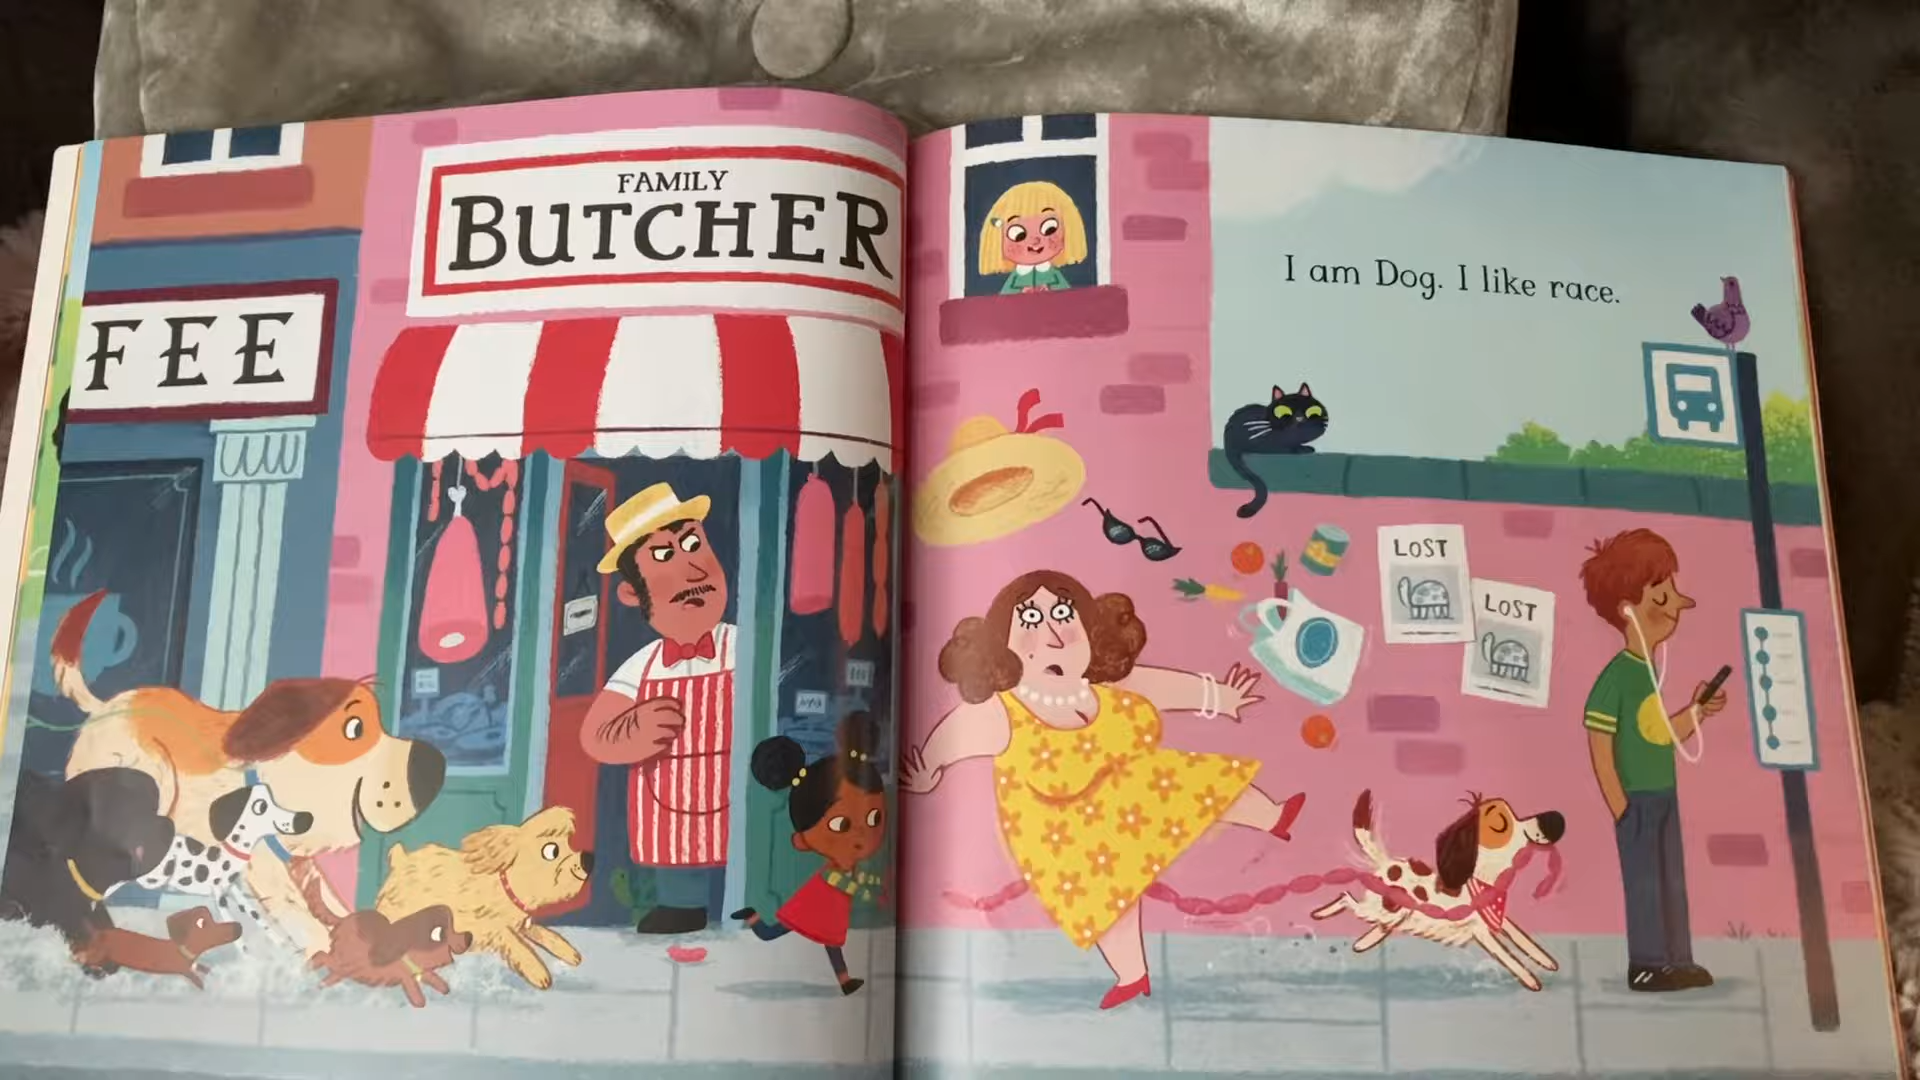 FAMILY
BUTCHER
FEE
I am Dog. I like race.
LOST
LOST